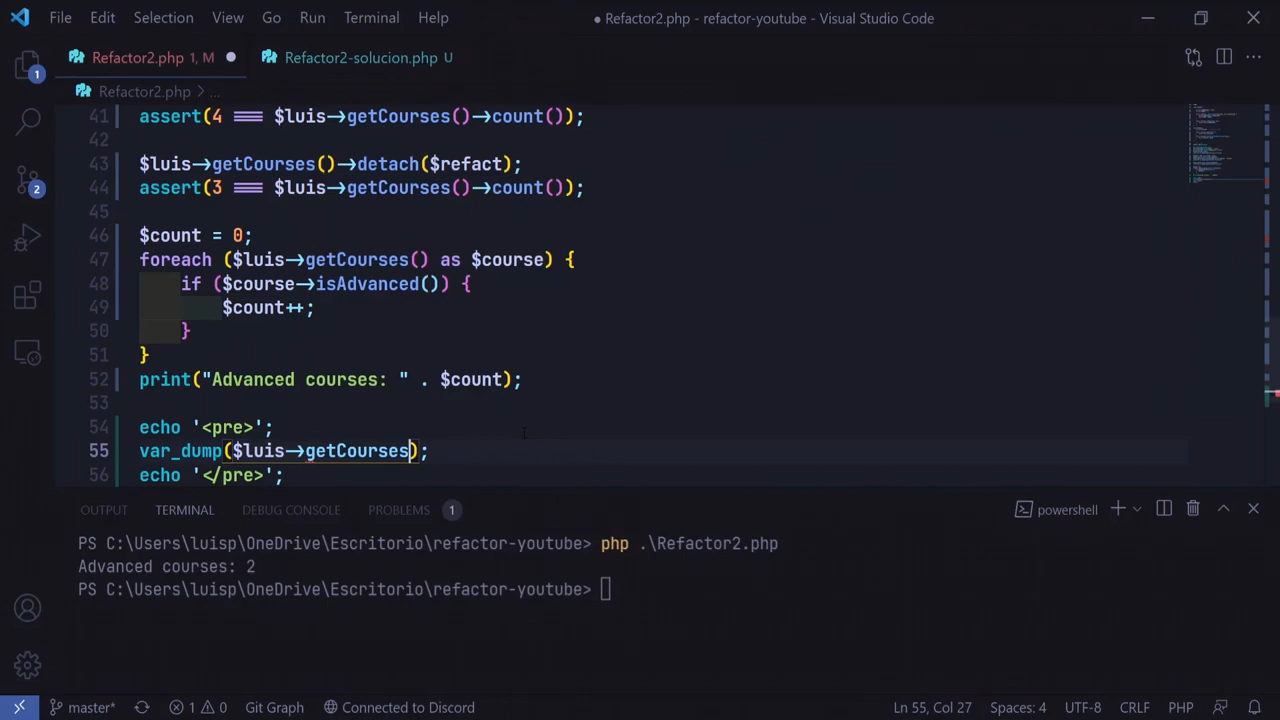 File Edit Selection View Go Run Terminal Help ● Refactor2.php - refactor-youtube - Visual Studio Code
Refactor2.php 1, M ● Refactor2-solucion.php U
Refactor2.php > ...
41 assert(4 === $luis->getCourses()->count());
42
43 $luis->getCourses()->detach($refact);
44 assert(3 === $luis->getCourses()->count());
45
46 $count = 0;
47 foreach ($luis->getCourses() as $course) {
48 if ($course->isAdvanced()) {
49 $count++;
50 }
51 }
52 print("Advanced courses: " . $count);
53
54 echo '<pre>';
55 var_dump($luis->getCourses);
56 echo '</pre>';
1
2
OUTPUT TERMINAL DEBUG CONSOLE PROBLEMS 1 powershell
PS C:\Users\luisp\OneDrive\Escritorio\refactor-youtube> php .\Refactor2.php
Advanced courses: 2
PS C:\Users\luisp\OneDrive\Escritorio\refactor-youtube>
master* 1 0 Git Graph Connected to Discord Ln 55, Col 27 Spaces: 4 UTF-8 CRLF PHP